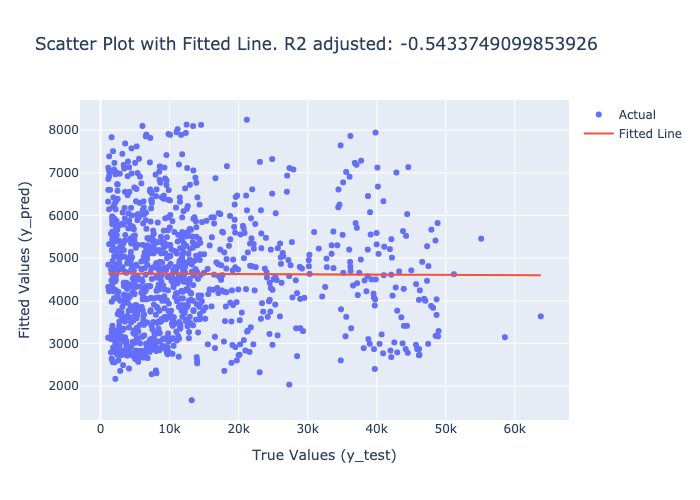 Scatter Plot with Fitted Line. R2 adjusted: -0.5433749099853926
Actual
Fitted Line
8000
7000
6000
5000
4000
3000
2000
Fitted Values (y_pred)
0
10k
20k
30k
40k
50k
60k
True Values (y_test)